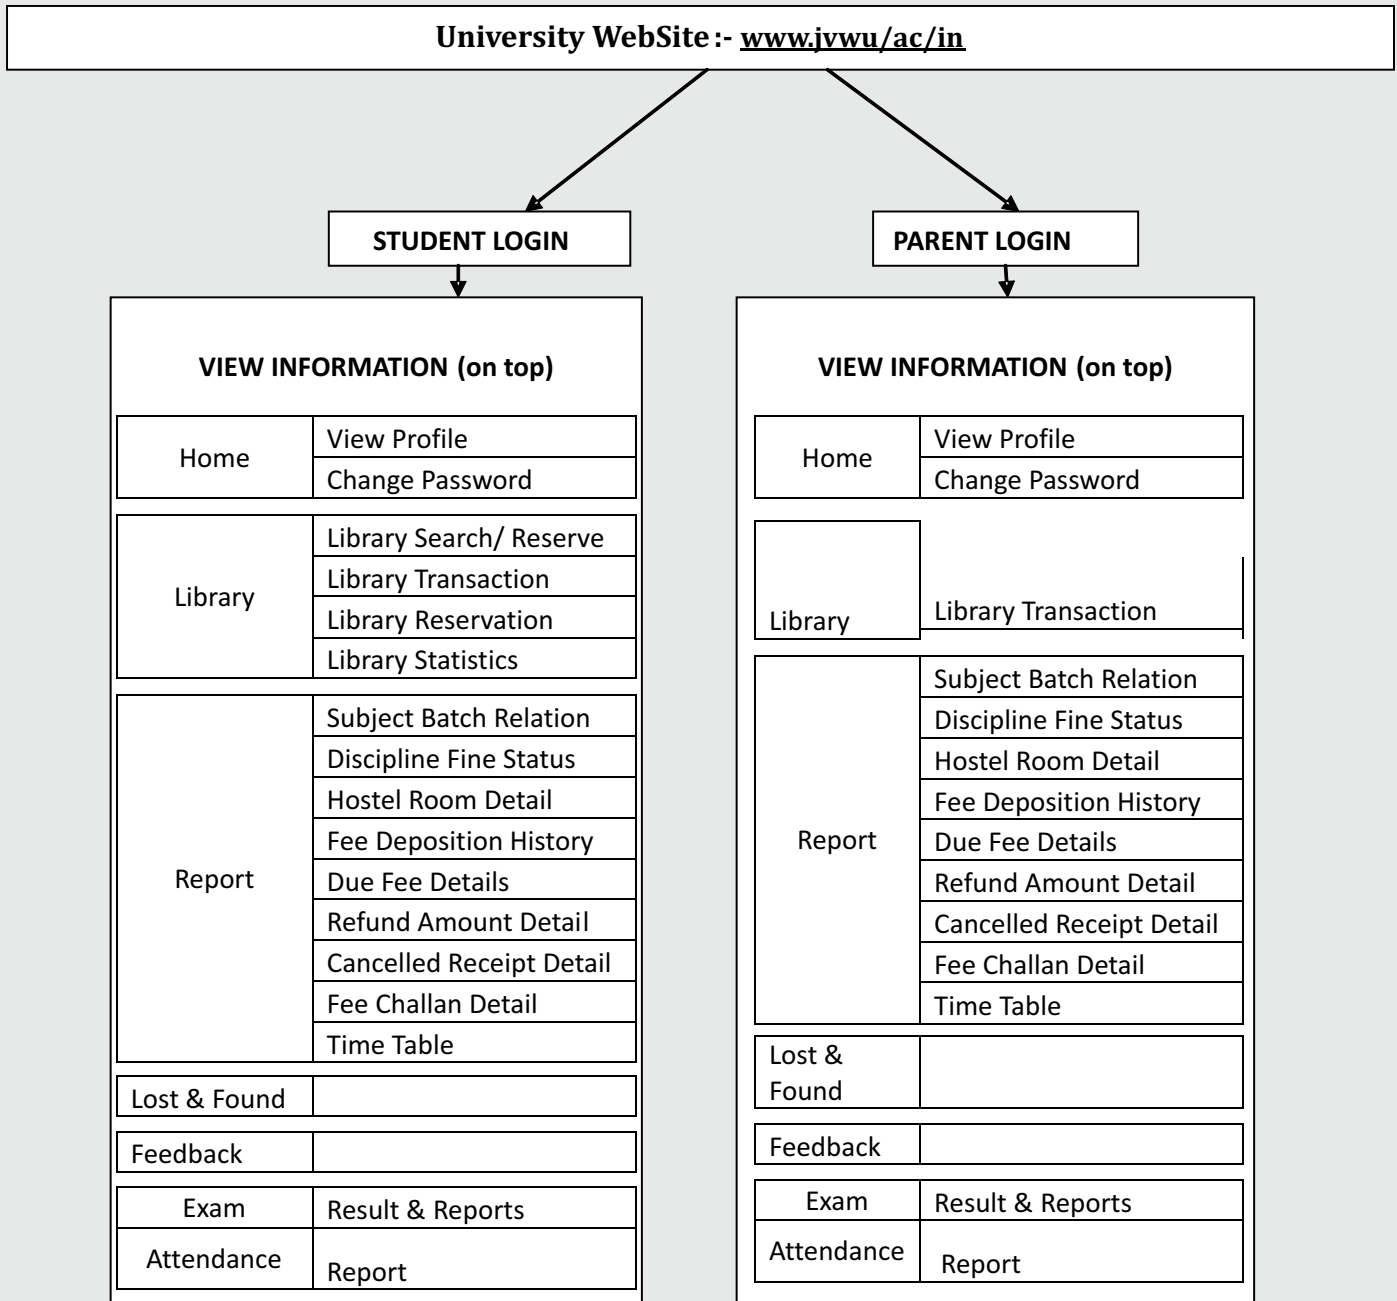 University WebSite:- www.jvwu/ac/in
STUDENT LOGIN
VIEW INFORMATION (on top)
Home
View Profile
Change Password
Library
Library Search/ Reserve
Library Transaction
Library Reservation
Library Statistics
Report
Subject Batch Relation
Discipline Fine Status
Hostel Room Detail
Fee Deposition History
Due Fee Details
Refund Amount Detail
Cancelled Receipt Detail
Fee Challan Detail
Time Table
Lost & Found
Feedback
Exam
Result & Reports
Attendance
Report
PARENT LOGIN
VIEW INFORMATION (on top)
Home
View Profile
Change Password
Library
Library Transaction
Report
Subject Batch Relation
Discipline Fine Status
Hostel Room Detail
Fee Deposition History
Due Fee Details
Refund Amount Detail
Cancelled Receipt Detail
Fee Challan Detail
Time Table
Lost &
Found
Feedback
Exam
Result & Reports
Attendance
Report